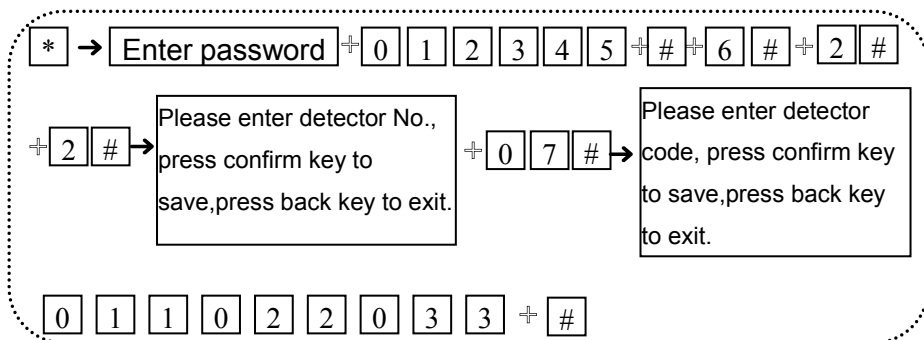 * → Enter password + 0 1 2 3 4 5 + # + 6 # + 2 #
+ 2 # → Please enter detector No.,
press confirm key to
save,press back key to exit.
+ 0 7 # → Please enter detector
code, press confirm key
to save,press back key
to exit.
0 1 1 0 2 2 0 3 3 + #